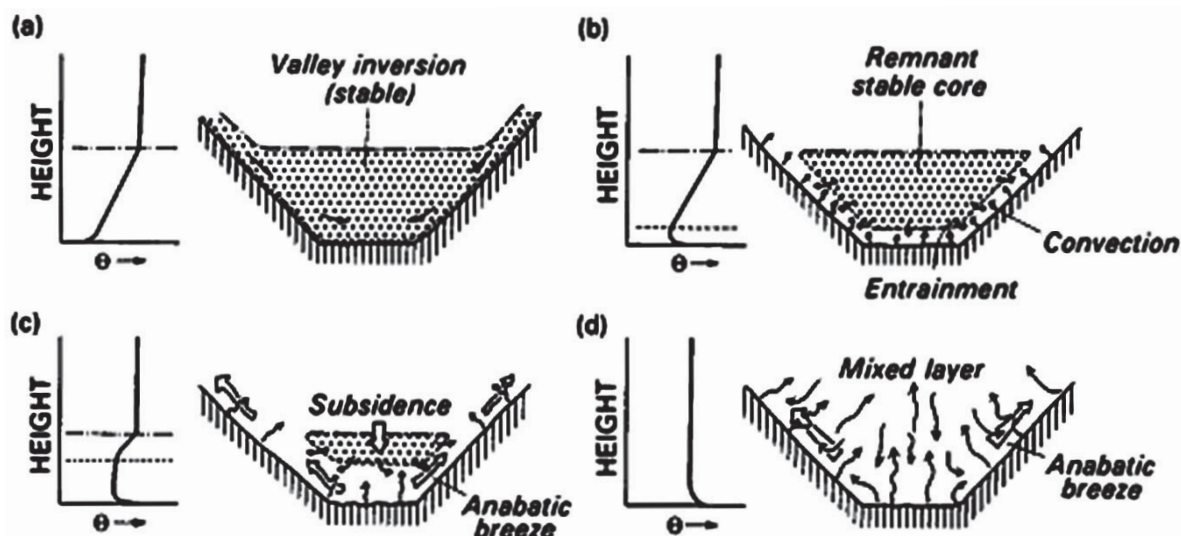 (a)
HEIGHT
Valley inversion
(stable)
θ
(b)
HEIGHT
Remnant
stable core
Convection
Entrainment
θ
(c)
HEIGHT
Subsidence
Anabatic
breeze
θ
(d)
HEIGHT
Mixed layer
Anabatic
breeze
θ